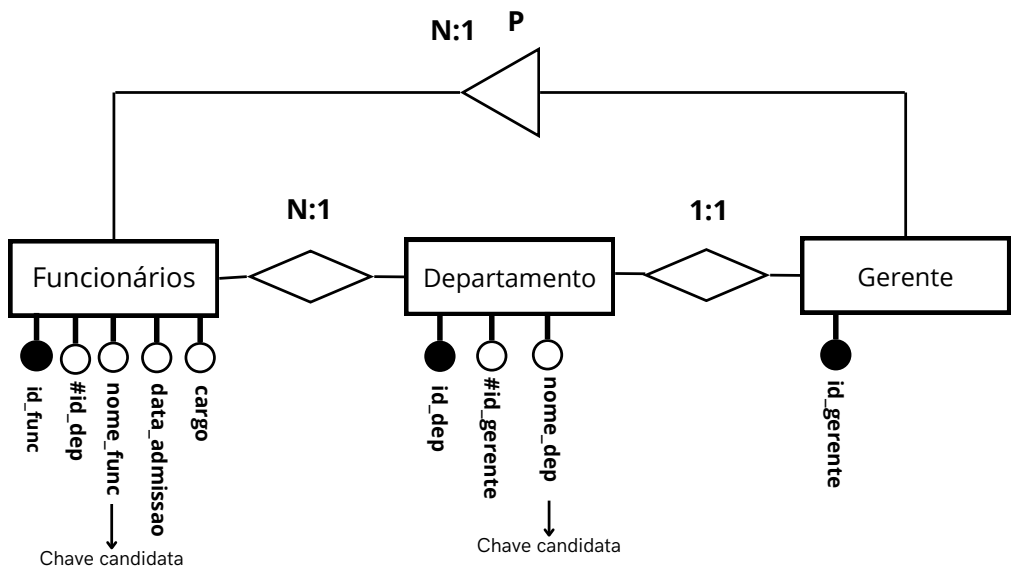 N:1
P
N:1
1:1
Funcionários
Departamento
Gerente
id_func
#id_dep
nome_func
data_admissao
cargo
id_dep
#id_gerente
nome_dep
id_gerente
Chave candidata
Chave candidata